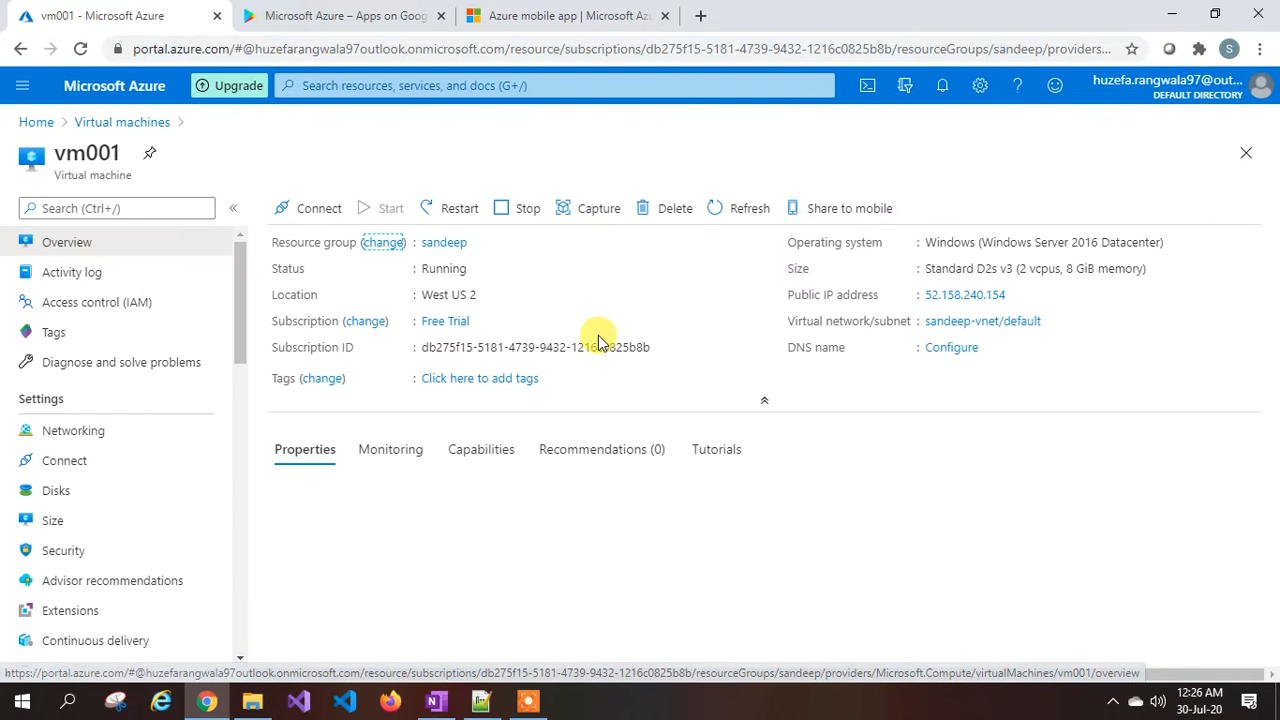 vm001 - Microsoft Azure
Microsoft Azure – Apps on Goog
Azure mobile app | Microsoft Azu
portal.azure.com/#@huzefarangwala97outlook.onmicrosoft.com/resource/subscriptions/db275f15-5181-4739-9432-1216c0825b8b/resourceGroups/sandeep/providers...
S
Microsoft Azure
Upgrade
Search resources, services, and docs (G+/)
huzefa.rangwala97@out...
DEFAULT DIRECTORY
Home > Virtual machines >
vm001
Virtual machine
Search (Ctrl+/)
«
Connect
Start
Restart
Stop
Capture
Delete
Refresh
Share to mobile
Overview
Activity log
Access control (IAM)
Tags
Diagnose and solve problems
Settings
Networking
Connect
Disks
Size
Security
Advisor recommendations
Extensions
Continuous delivery
Resource group (change) : sandeep
Status : Running
Location : West US 2
Subscription (change) : Free Trial
Subscription ID : db275f15-5181-4739-9432-1216c0825b8b
Tags (change) : Click here to add tags
Operating system : Windows (Windows Server 2016 Datacenter)
Size : Standard D2s v3 (2 vcpus, 8 GiB memory)
Public IP address : 52.158.240.154
Virtual network/subnet : sandeep-vnet/default
DNS name : Configure
Properties
Monitoring
Capabilities
Recommendations (0)
Tutorials
https://portal.azure.com/#@huzefarangwala97outlook.onmicrosoft.com/resource/subscriptions/db275f15-5181-4739-9432-1216c0825b8b/resourceGroups/sandeep/providers/Microsoft.Compute/virtualMachines/vm001/overview
12:26 AM
30-Jul-20